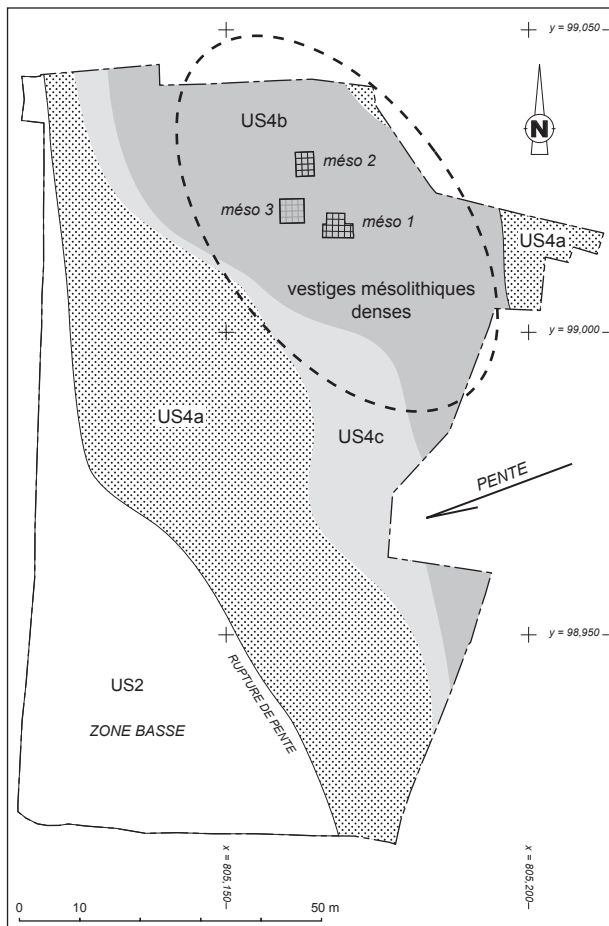 y = 99,050
N
US4b
méso 2
méso 3
méso 1
US4a
vestiges mésolithiques
denses
y = 99,000
US4a
US4c
PENTE
y = 98,950
US2
RUPTURE DE PENTE
ZONE BASSE
x = 805,150
x = 805,200
0 10 50 m